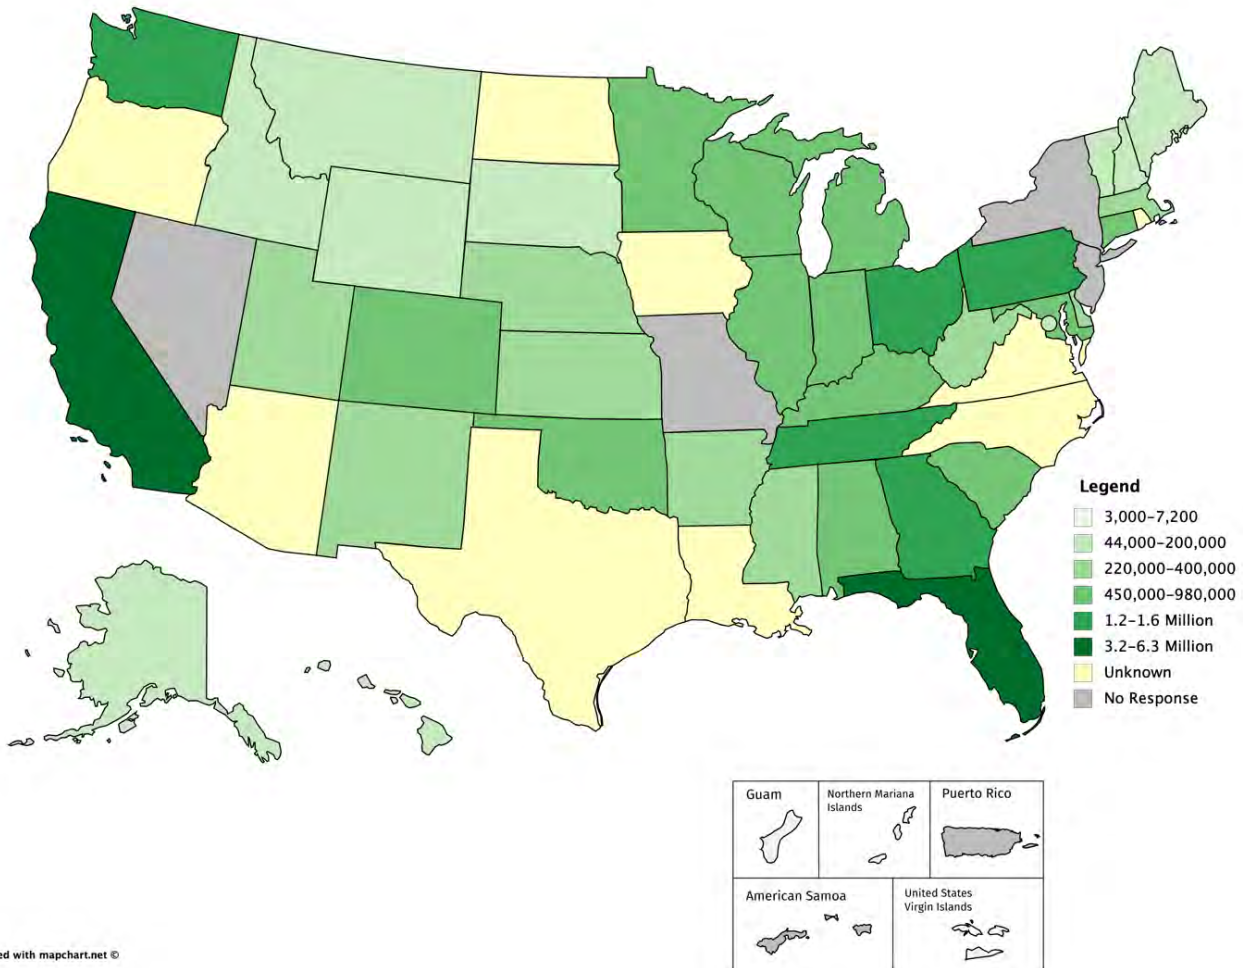 Legend
3,000–7,200
44,000–200,000
220,000–400,000
450,000–980,000
1.2–1.6 Million
3.2–6.3 Million
Unknown
No Response
Guam
Northern Mariana
Islands
Puerto Rico
American Samoa
United States
Virgin Islands
ed with mapchart.net ©